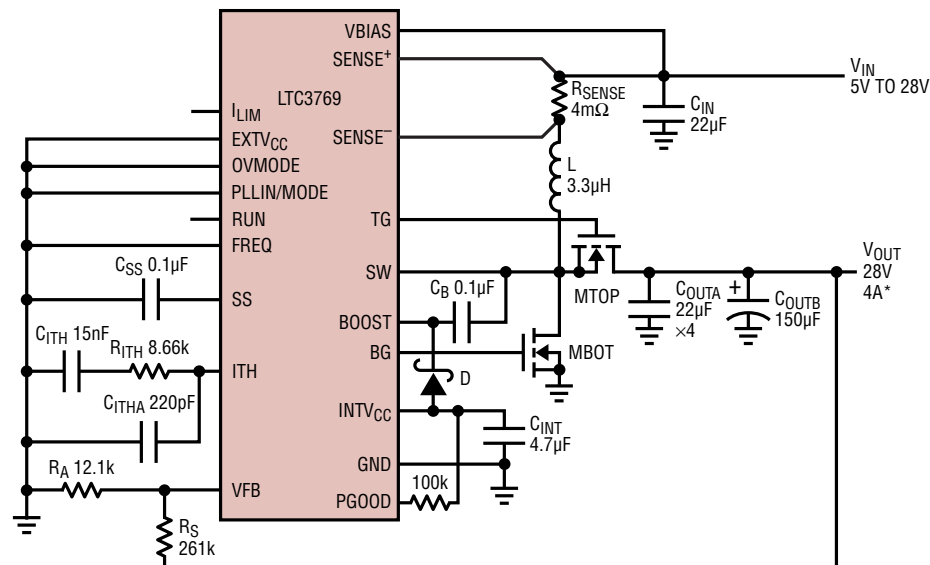 LTC3769
VBIAS
SENSE+
SENSE–
TG
SW
BOOST
BG
INTVCC
GND
PGOOD
ILIM
EXTVCC
OVMODE
PLLIN/MODE
RUN
FREQ
SS
ITH
VFB
CSS 0.1µF
CITH 15nF
RITH 8.66k
CITHA 220pF
RA 12.1k
RS
261k
RSENSE
4mΩ
CIN
22µF
VIN
5V TO 28V
L
3.3µH
MTOP
CB 0.1µF
MBOT
D
CINT
4.7µF
100k
COUTA
22µF
×4
+
COUTB
150µF
VOUT
28V
4A*